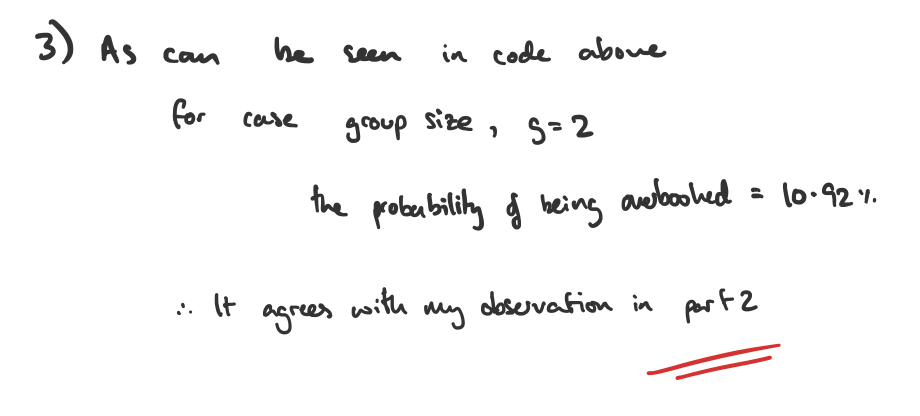 3) As can be seen in code above
for case group size, S=2
the probability of being overbooked = 10.92%.
∴ It agrees with my observation in part 2